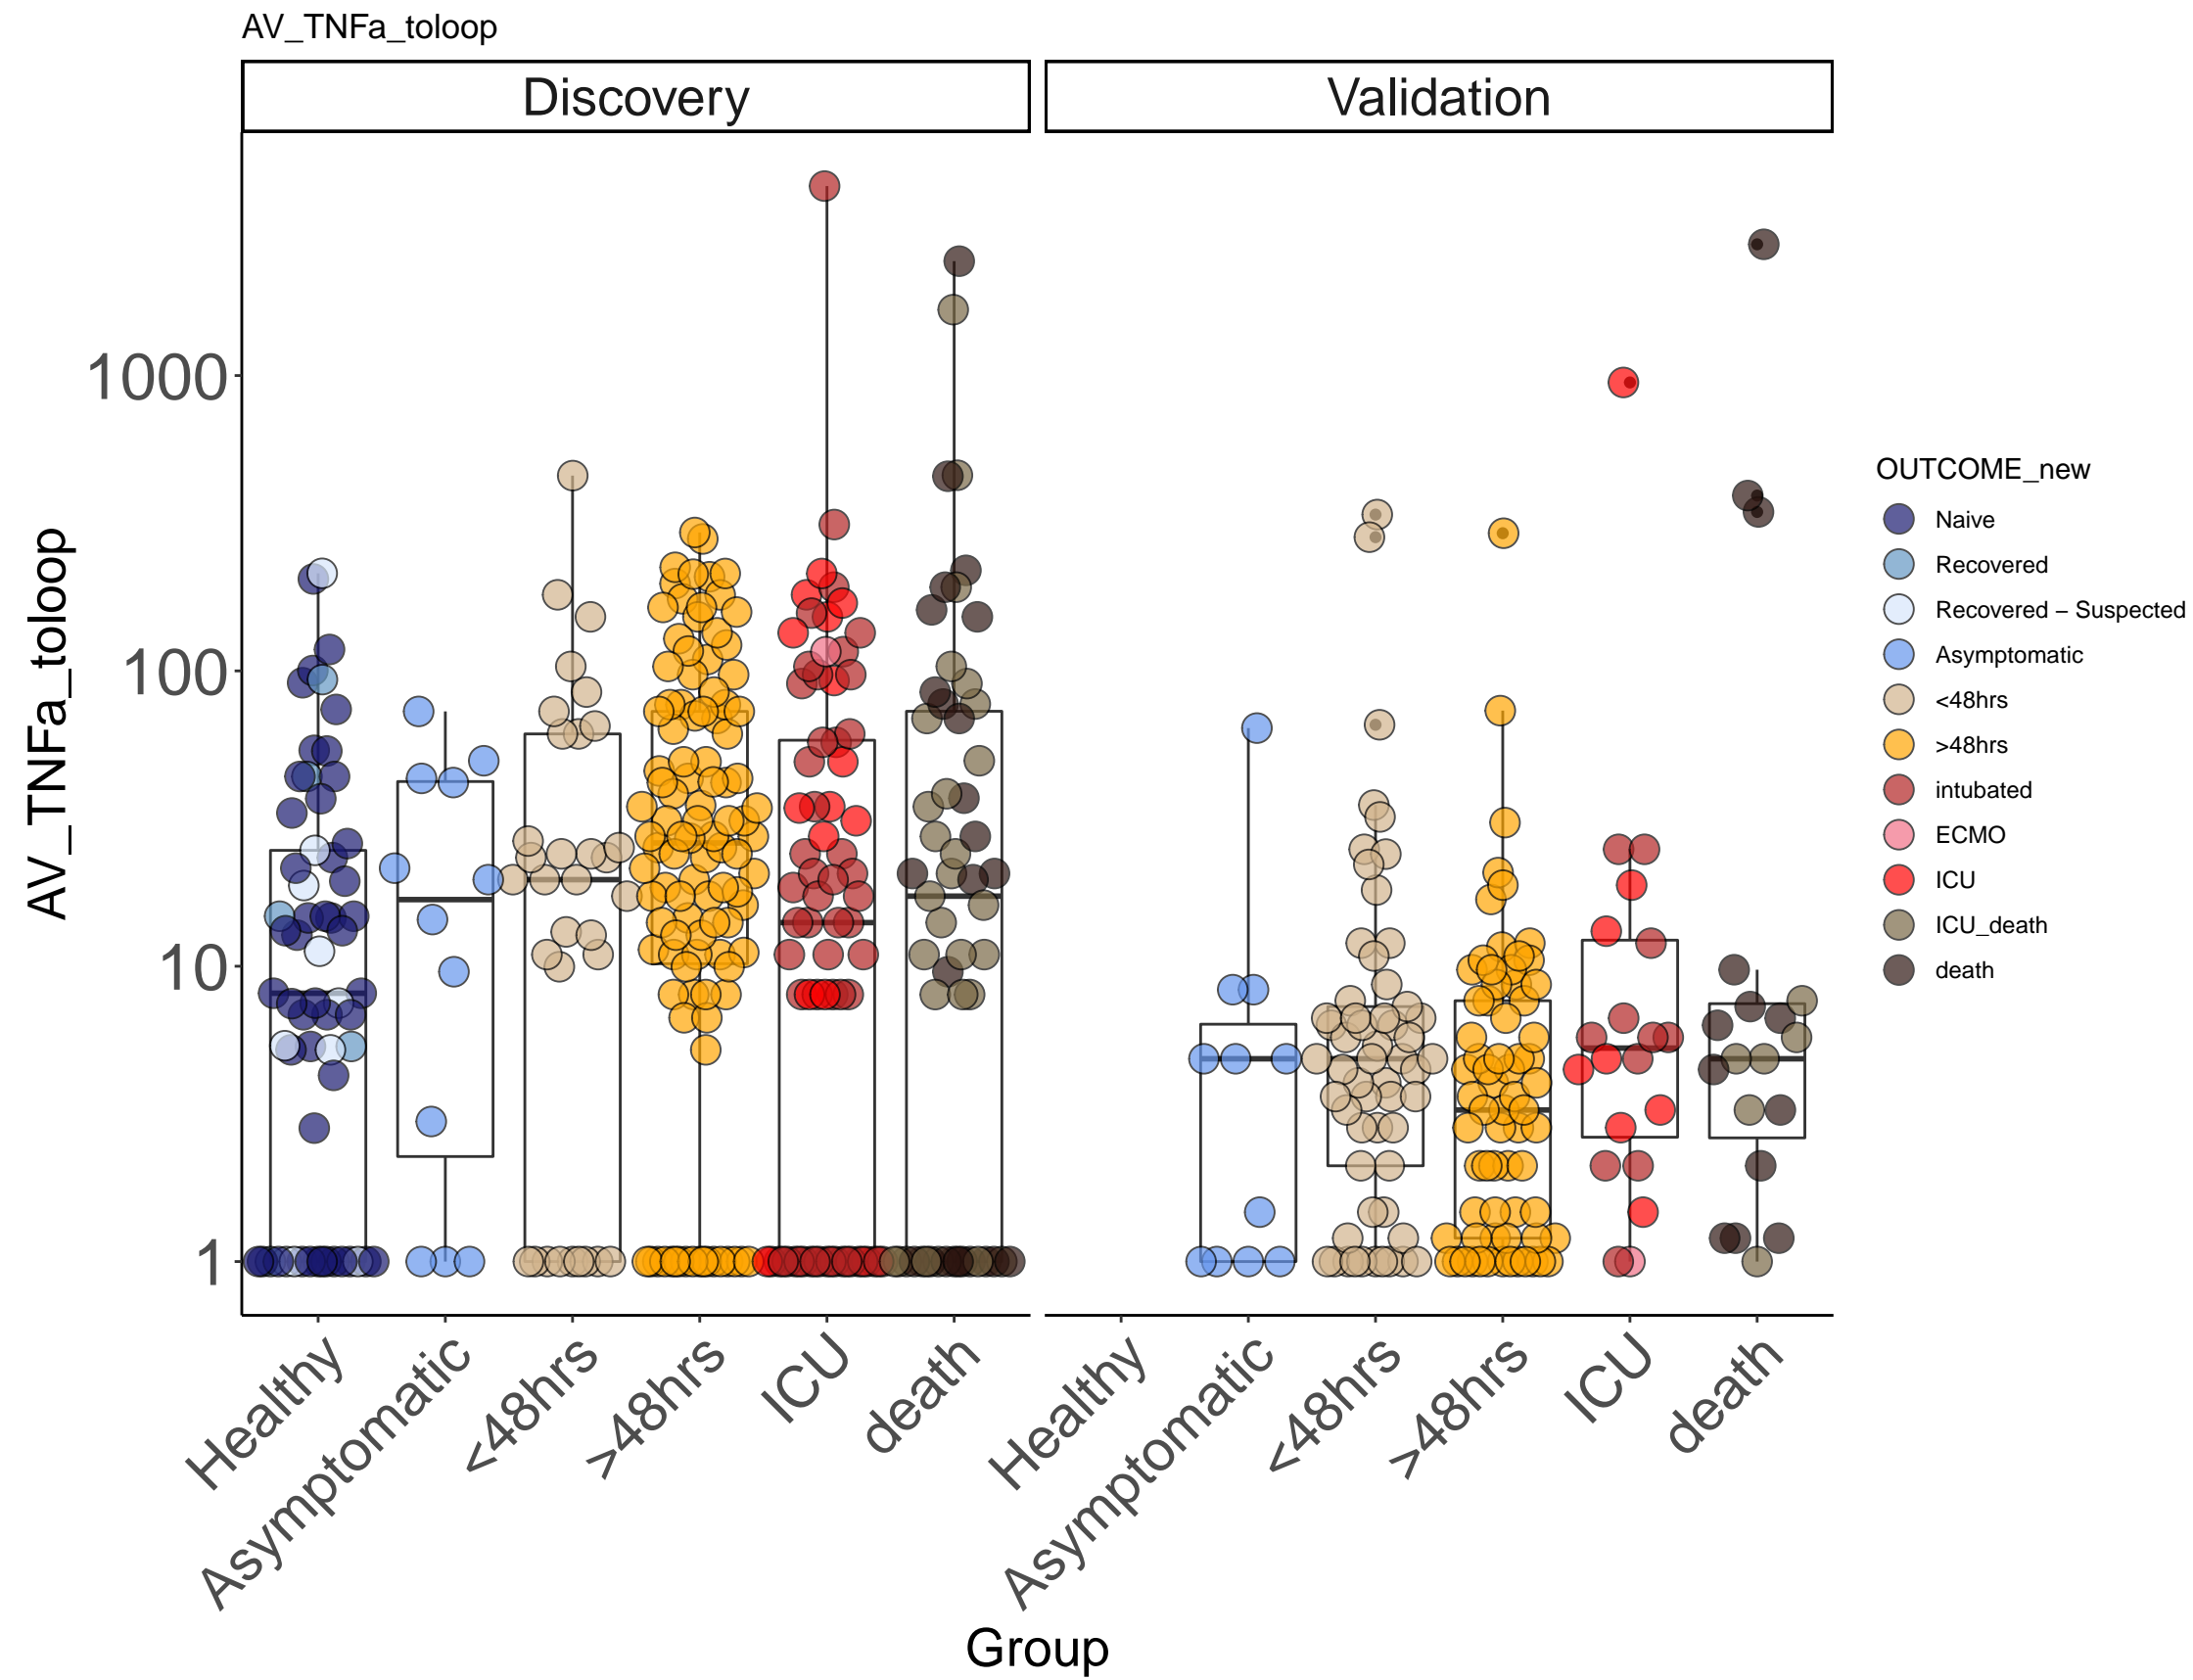 AV_TNFa_toloop
Discovery
Validation
AV_TNFa_toloop
1000
100
10
1
Healthy
Asymptomatic
<48hrs
>48hrs
ICU
death
Healthy
Asymptomatic
<48hrs
>48hrs
ICU
death
Group
OUTCOME_new
Naive
Recovered
Recovered – Suspected
Asymptomatic
<48hrs
>48hrs
intubated
ECMO
ICU
ICU_death
death